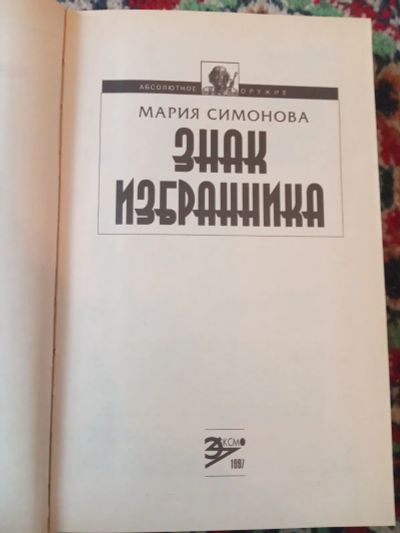 АБСОЛЮТНОЕ ОРУЖИЕ
МАРИЯ СИМОНОВА
ЗНАК
ИЗБРАННИКА
ЭКСМО
1997